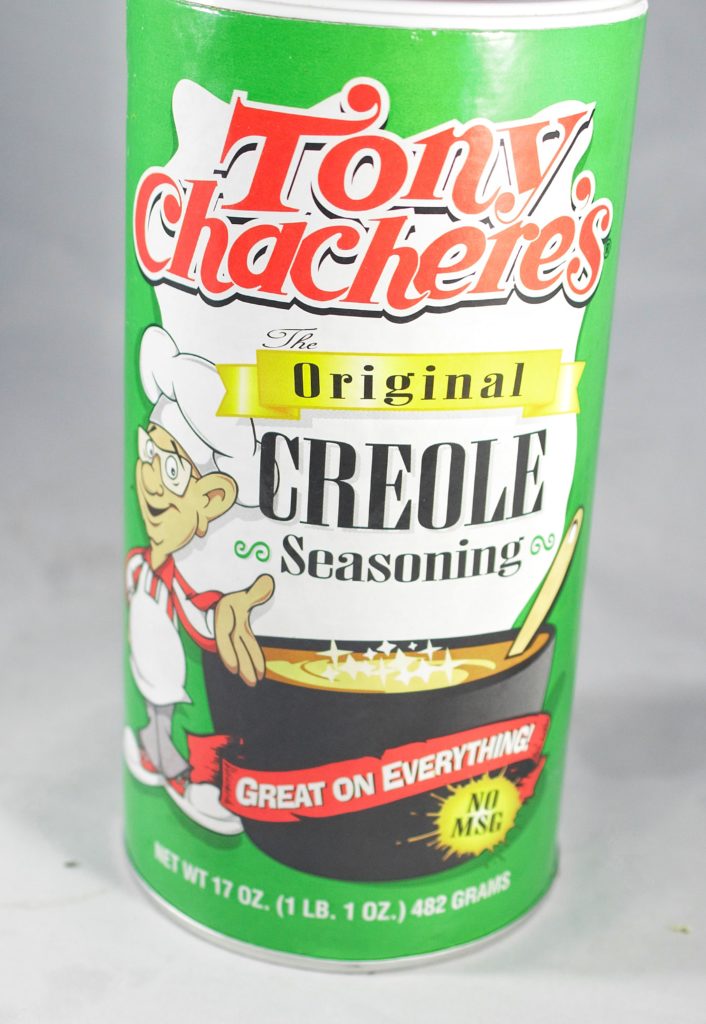 Tony
Chachere's®
The
Original
CREOLE
Seasoning
GREAT ON EVERYTHING!
NO
MSG
NET WT 17 OZ. (1 LB. 1 OZ.) 482 GRAMS